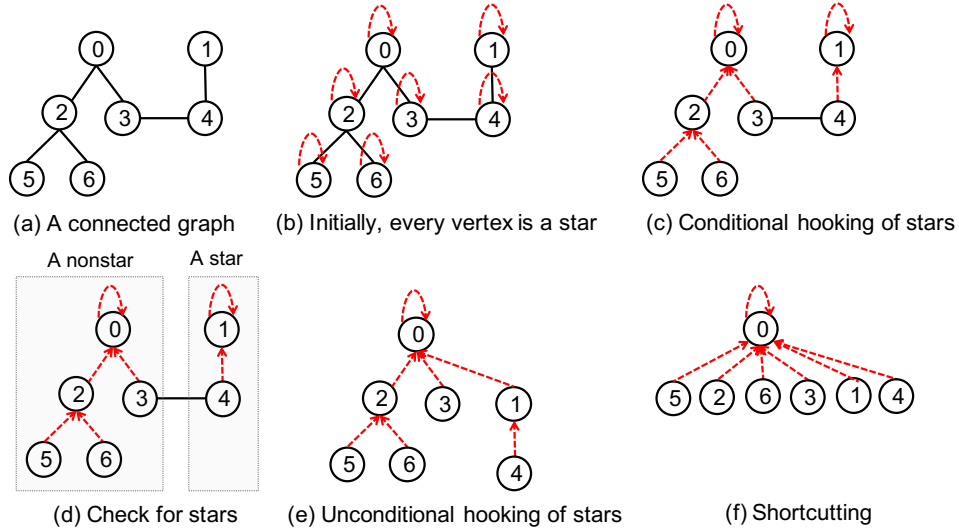 0 1
2 3 4
5 6
(a) A connected graph
0 1
2 3 4
5 6
(b) Initially, every vertex is a star
0 1
2 3 4
5 6
(c) Conditional hooking of stars
A nonstar A star
0 1
2 3 4
5 6
(d) Check for stars
0
2 3 1
5 6 4
(e) Unconditional hooking of stars
0
5 2 6 3 1 4
(f) Shortcutting